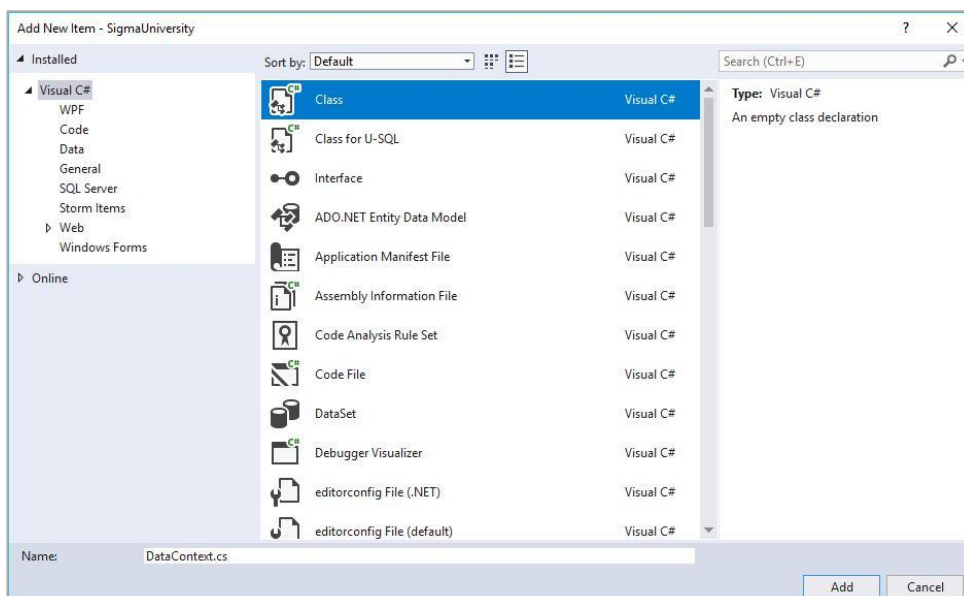 Add New Item - SigmaUniversity
? ✕
Installed
Visual C#
WPF
Code
Data
General
SQL Server
Storm Items
Web
Windows Forms
Online
Sort by: Default
Search (Ctrl+E)
Class Visual C#
Class for U-SQL Visual C#
Interface Visual C#
ADO.NET Entity Data Model Visual C#
Application Manifest File Visual C#
Assembly Information File Visual C#
Code Analysis Rule Set Visual C#
Code File Visual C#
DataSet Visual C#
Debugger Visualizer Visual C#
editorconfig File (.NET) Visual C#
editorconfig File (default) Visual C#
Type: Visual C#
An empty class declaration
Name: DataContext.cs
Add Cancel